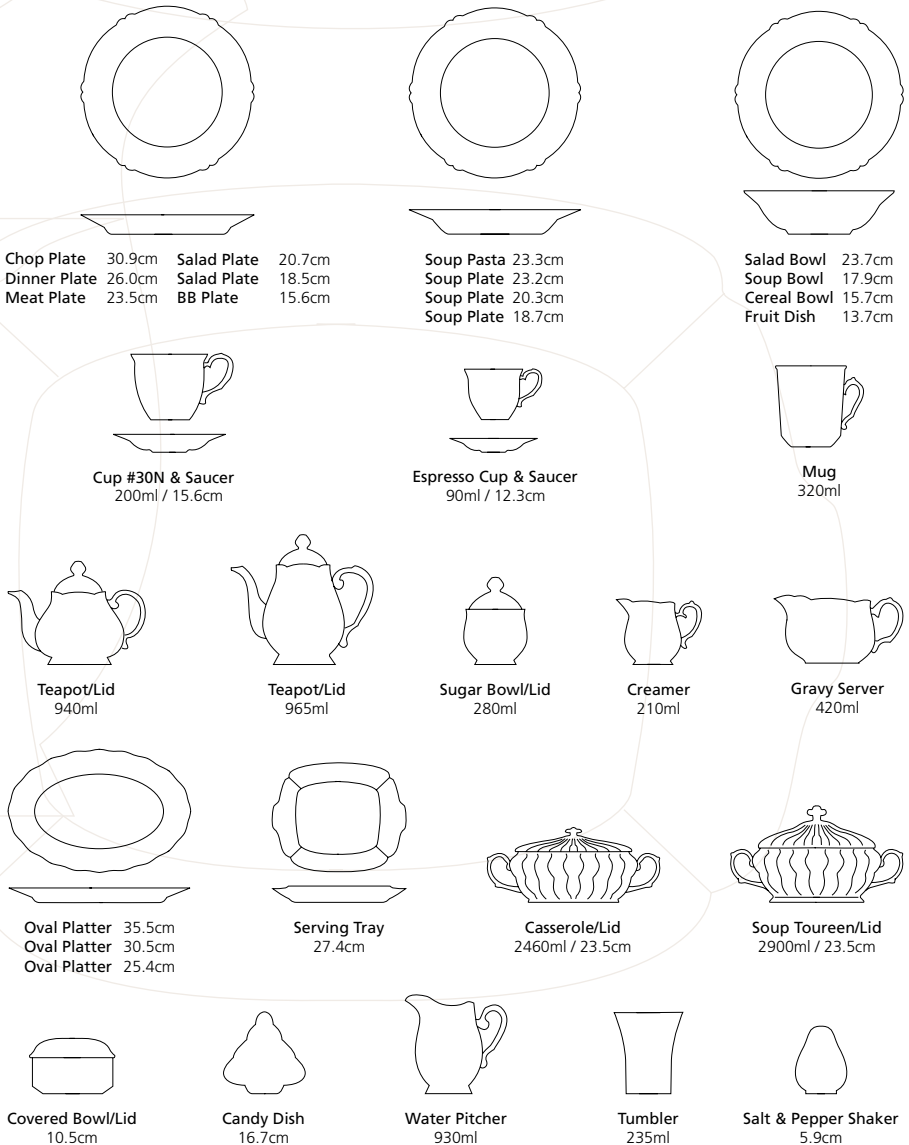 Chop Plate 30.9cm Salad Plate 20.7cm
Dinner Plate 26.0cm Salad Plate 18.5cm
Meat Plate 23.5cm BB Plate 15.6cm
Soup Pasta 23.3cm
Soup Plate 23.2cm
Soup Plate 20.3cm
Soup Plate 18.7cm
Salad Bowl 23.7cm
Soup Bowl 17.9cm
Cereal Bowl 15.7cm
Fruit Dish 13.7cm
Cup #30N & Saucer
200ml / 15.6cm
Espresso Cup & Saucer
90ml / 12.3cm
Mug
320ml
Teapot/Lid
940ml
Teapot/Lid
965ml
Sugar Bowl/Lid
280ml
Creamer
210ml
Gravy Server
420ml
Oval Platter 35.5cm
Oval Platter 30.5cm
Oval Platter 25.4cm
Serving Tray
27.4cm
Casserole/Lid
2460ml / 23.5cm
Soup Toureen/Lid
2900ml / 23.5cm
Covered Bowl/Lid
10.5cm
Candy Dish
16.7cm
Water Pitcher
930ml
Tumbler
235ml
Salt & Pepper Shaker
5.9cm